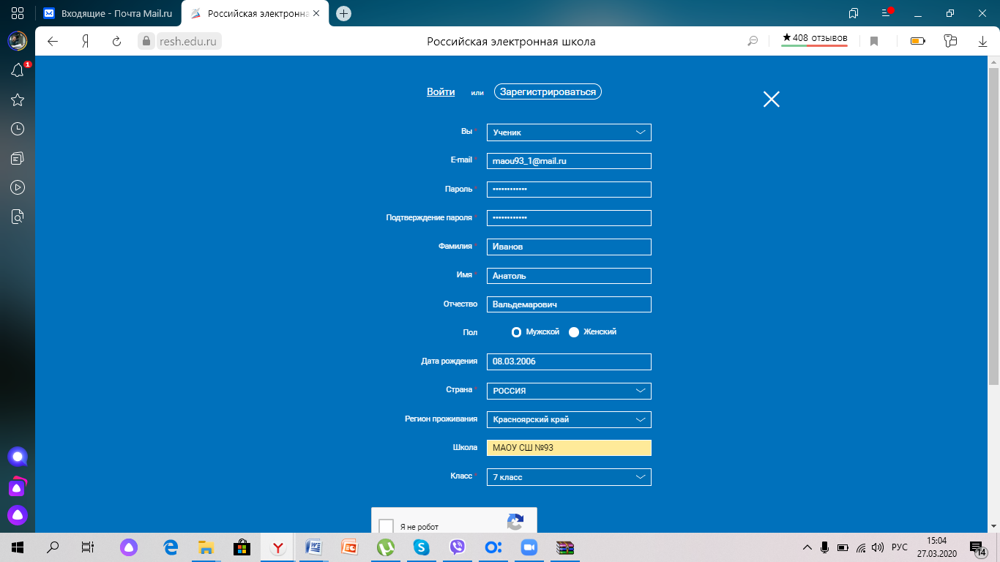 Входящие - Почта Mail.ru
Российская электронна
1
resh.edu.ru
Российская электронная школа
★408 отзывов
Войти или Зарегистрироваться
Вы * Ученик
E-mail * maou93_1@mail.ru
Пароль * ••••••••••••
Подтверждение пароля * ••••••••••••
Фамилия * Иванов
Имя * Анатоль
Отчество Вальдемарович
Пол Мужской Женский
Дата рождения 08.03.2006
Страна * РОССИЯ
Регион проживания Красноярский край
Школа МАОУ СШ №93
Класс * 7 класс
Я не робот
РУС
15:04
27.03.2020
14